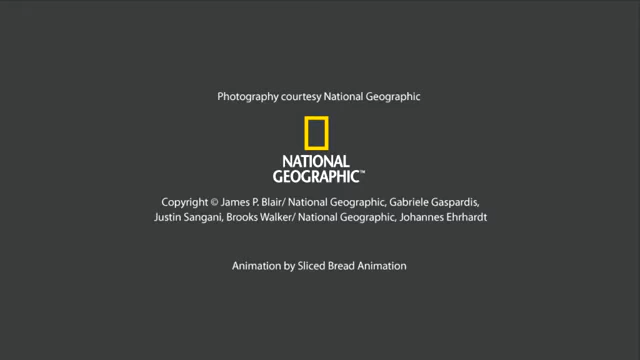 Photography courtesy National Geographic
NATIONAL
GEOGRAPHIC™
Copyright © James P. Blair/ National Geographic, Gabriele Gaspardis,
Justin Sangani, Brooks Walker/ National Geographic, Johannes Ehrhardt
Animation by Sliced Bread Animation